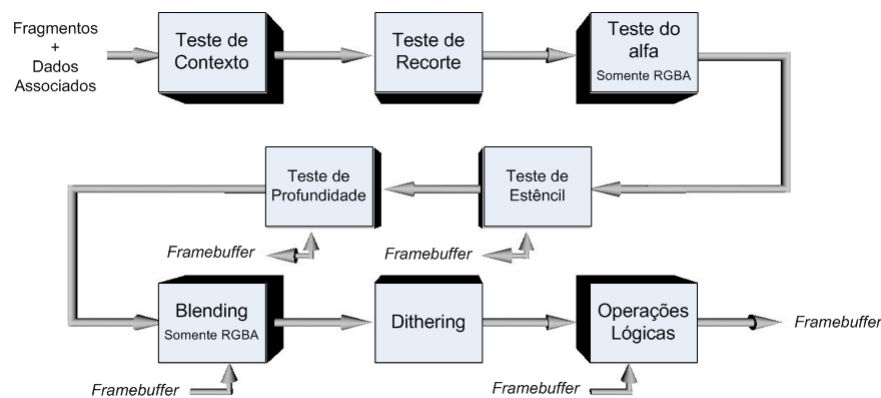 Fragmentos
+
Dados
Associados
Teste de
Contexto
Teste de
Recorte
Teste do
alfa
Somente RGBA
Teste de
Profundidade
Teste de
Estêncil
Framebuffer
Framebuffer
Blending
Somente RGBA
Dithering
Operações
Lógicas
Framebuffer
Framebuffer
Framebuffer